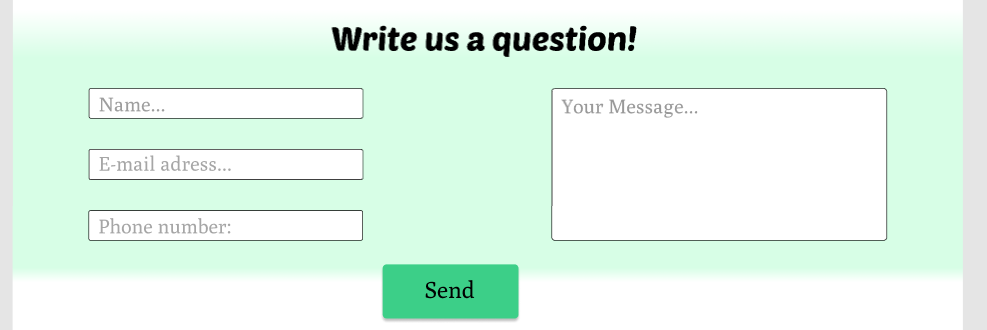 Write us a question!
Name...
E-mail adress...
Phone number:
Your Message...
Send